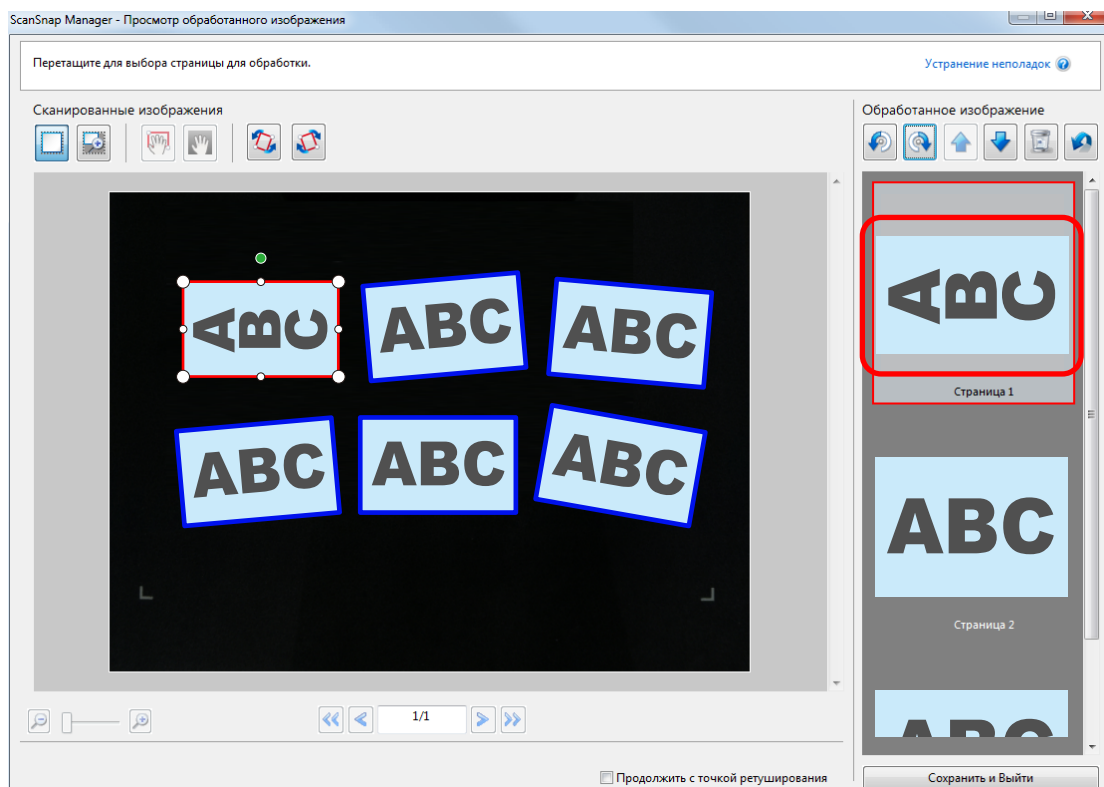 ScanSnap Manager - Просмотр обработанного изображения
Перетащите для выбора страницы для обработки.
Устранение неполадок
Сканированные изображения
Обработанное изображение
ABC
ABC
ABC
ABC
ABC
ABC
ABC
Страница 1
ABC
Страница 2
ABC
1/1
Продолжить с точкой ретуширования
Сохранить и Выйти